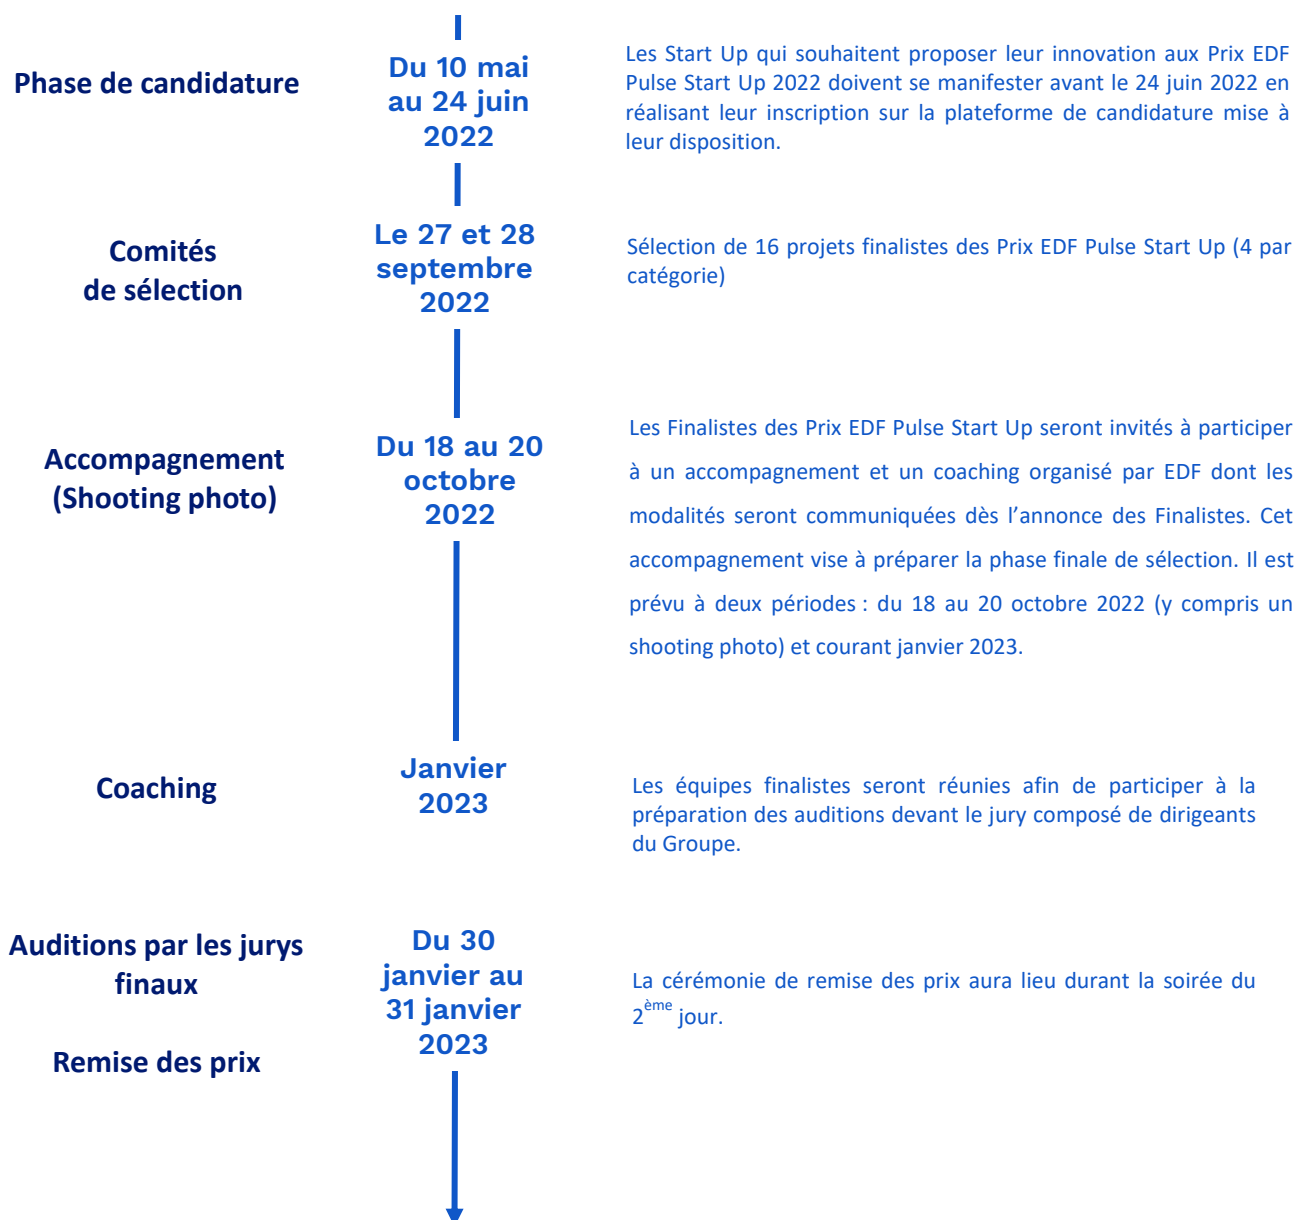 Phase de candidature
Du 10 mai
au 24 juin
2022
Les Start Up qui souhaitent proposer leur innovation aux Prix EDF
Pulse Start Up 2022 doivent se manifester avant le 24 juin 2022 en
réalisant leur inscription sur la plateforme de candidature mise à
leur disposition.
Comités
de sélection
Le 27 et 28
septembre
2022
Sélection de 16 projets finalistes des Prix EDF Pulse Start Up (4 par
catégorie)
Accompagnement
(Shooting photo)
Du 18 au 20
octobre
2022
Les Finalistes des Prix EDF Pulse Start Up seront invités à participer
à un accompagnement et un coaching organisé par EDF dont les
modalités seront communiquées dès l’annonce des Finalistes. Cet
accompagnement vise à préparer la phase finale de sélection. Il est
prévu à deux périodes : du 18 au 20 octobre 2022 (y compris un
shooting photo) et courant janvier 2023.
Coaching
Janvier
2023
Les équipes finalistes seront réunies afin de participer à la
préparation des auditions devant le jury composé de dirigeants
du Groupe.
Auditions par les jurys
finaux
Remise des prix
Du 30
janvier au
31 janvier
2023
La cérémonie de remise des prix aura lieu durant la soirée du
2ème jour.